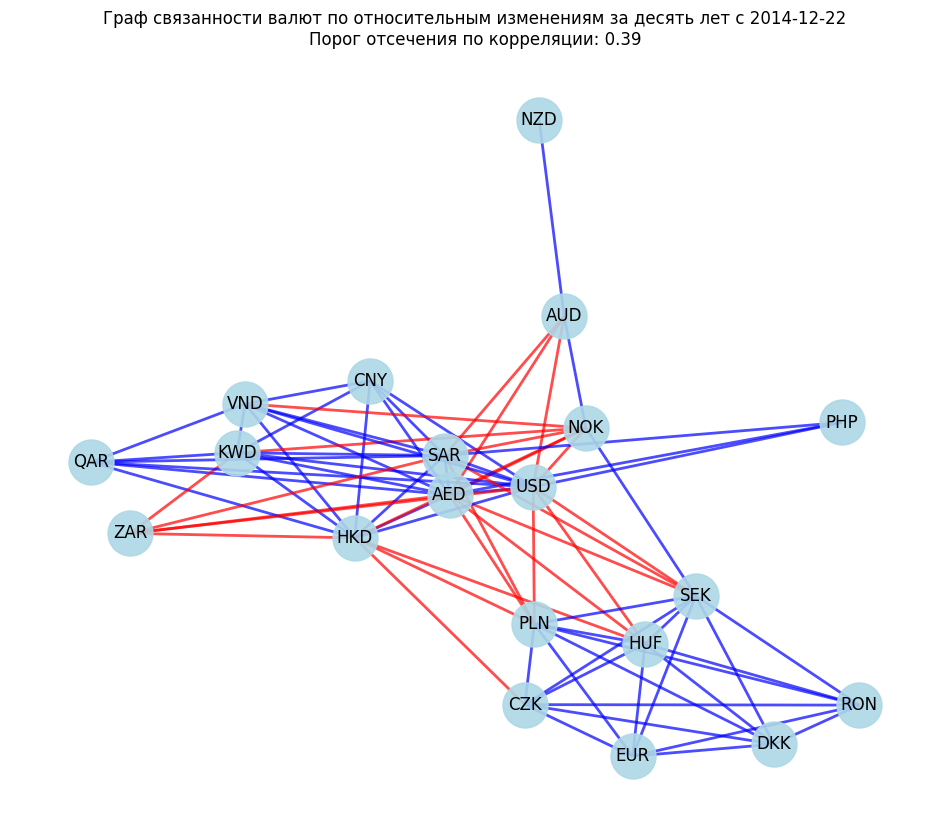 Граф связанности валют по относительным изменениям за десять лет с 2014-12-22
Порог отсечения по корреляции: 0.39
NZD
AUD
CNY
VND
NOK
PHP
KWD
SAR
QAR
USD
AED
ZAR
HKD
SEK
PLN
HUF
CZK
RON
DKK
EUR